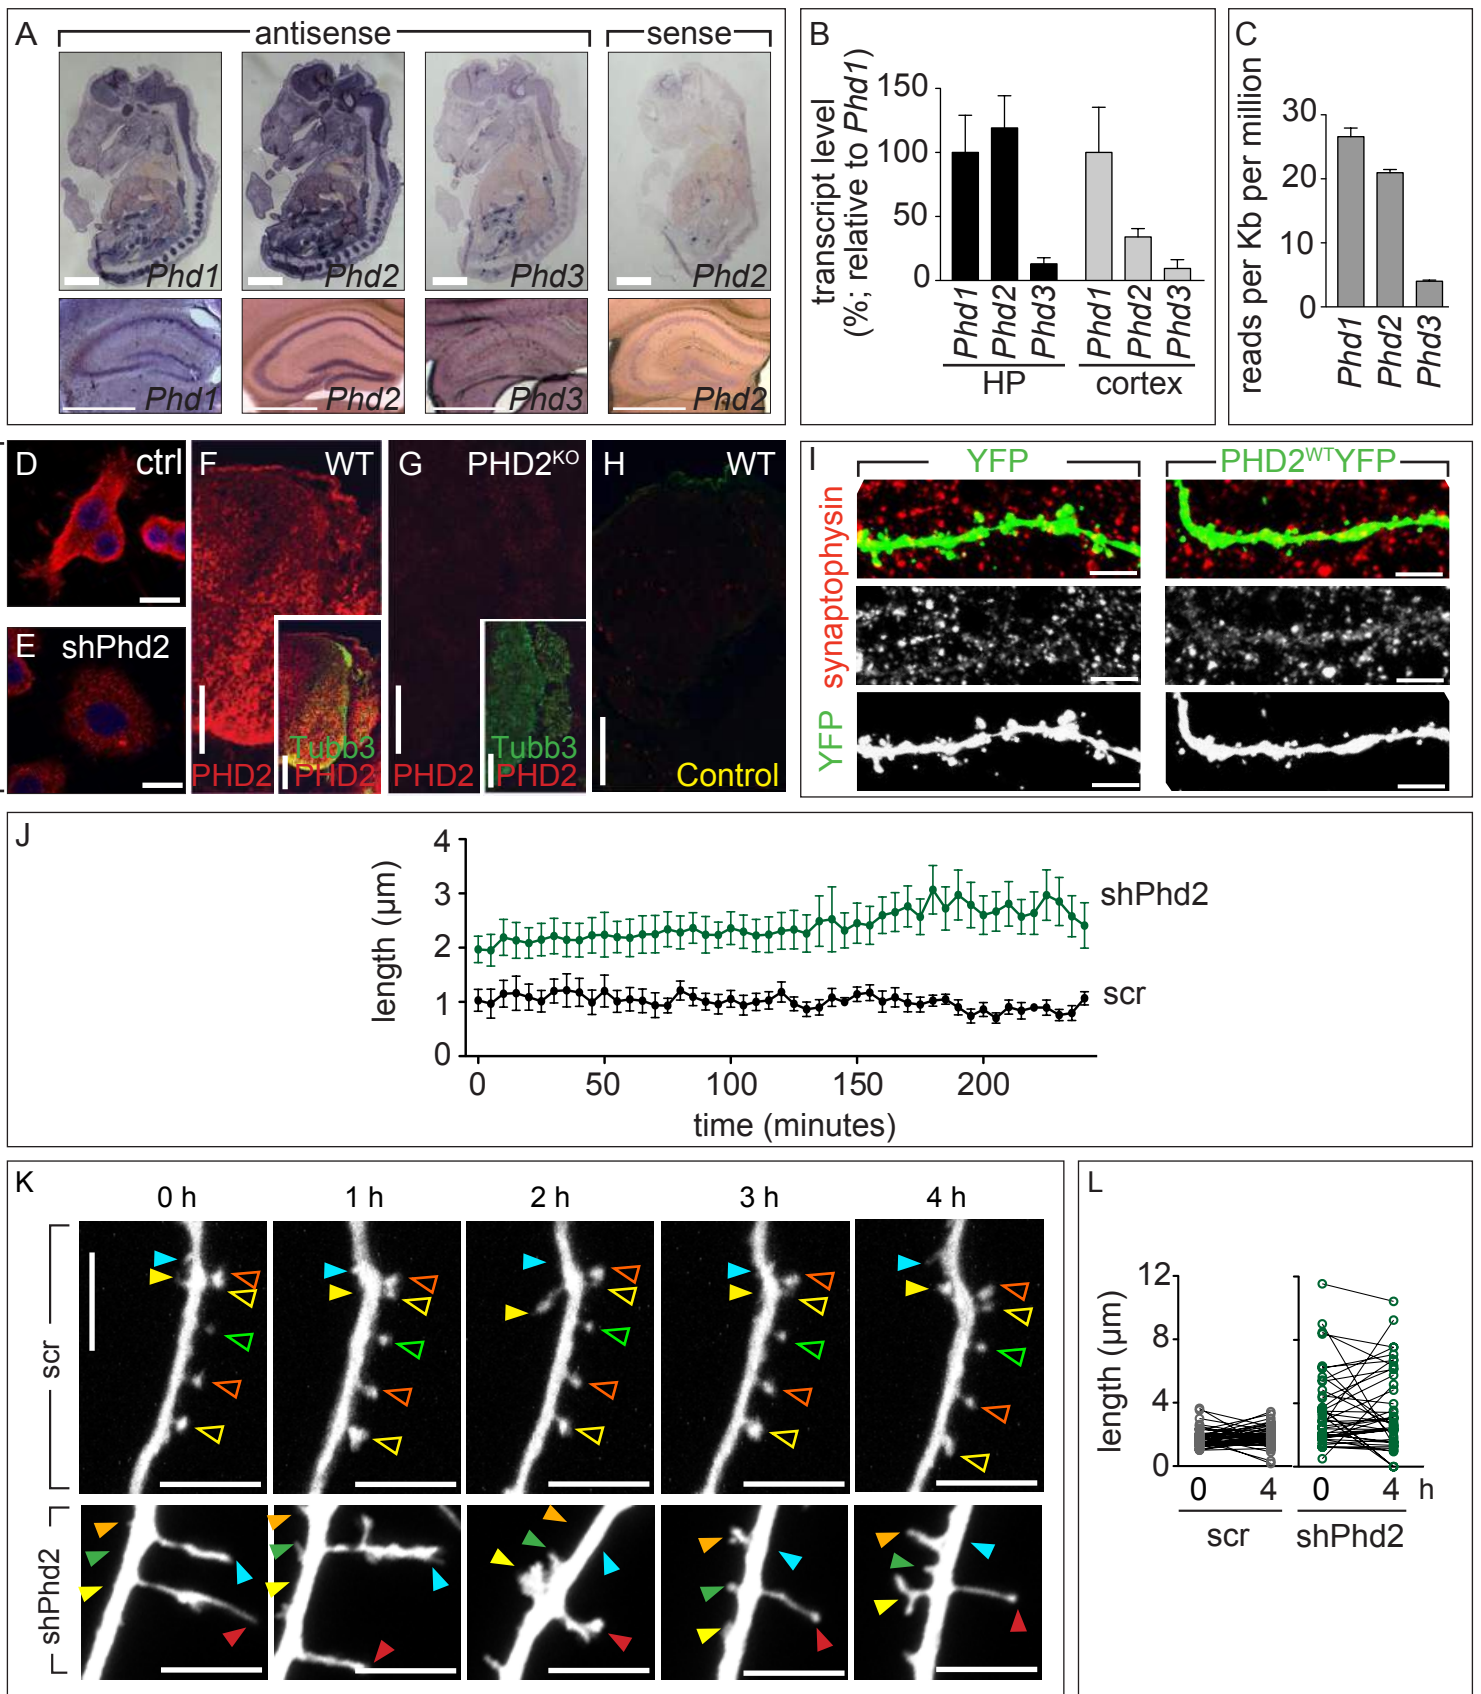 A
antisense
sense
Phd1
Phd2
Phd3
Phd2
Phd1
Phd2
Phd3
Phd2
B
transcript level
(%; relative to Phd1)
150
100
50
0
Phd1
Phd2
Phd3
Phd1
Phd2
Phd3
HP
cortex
C
reads per Kb per million
30
20
10
0
Phd1
Phd2
Phd3
D
ctrl
E
shPhd2
F
WT
PHD2
Tubb3
PHD2
G
PHD2KO
PHD2
Tubb3
PHD2
H
WT
Control
I
YFP
PHD2WTYFP
synaptophysin
YFP
J
length (µm)
4
3
2
1
0
shPhd2
scr
0
50
100
150
200
time (minutes)
K
0 h
1 h
2 h
3 h
4 h
scr
shPhd2
L
length (µm)
12
8
4
0
0
4
0
4
h
scr
shPhd2